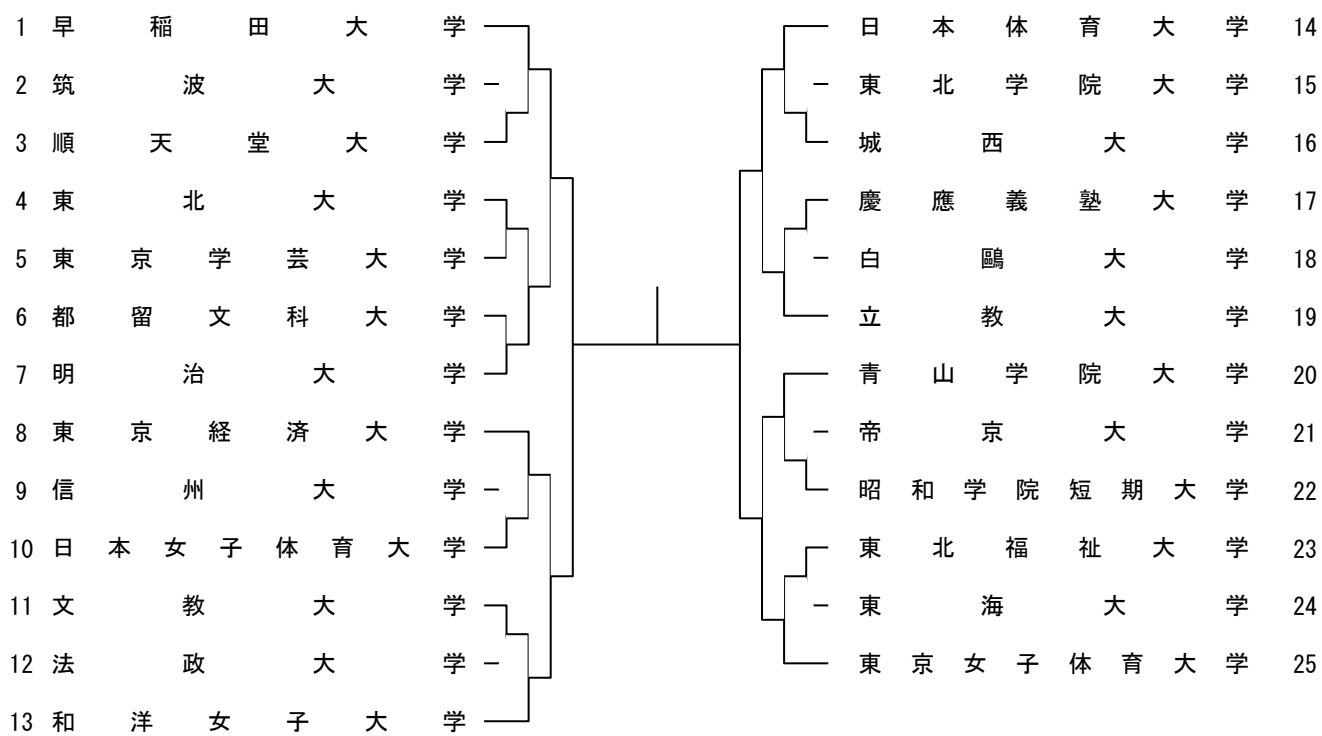 1 早稲田大学
2 筑波大学
3 順天堂大学
4 東北大学
5 東京学芸大学
6 都留文科大学
7 明治大学
8 東京経済大学
9 信州大学
10 日本女子体育大学
11 文教大学
12 法政大学
13 和洋女子大学
日本体育大学 14
東北学院大学 15
城西大学 16
慶應義塾大学 17
白鷗大学 18
立教大学 19
青山学院大学 20
帝京大学 21
昭和学院短期大学 22
東北福祉大学 23
東海大学 24
東京女子体育大学 25